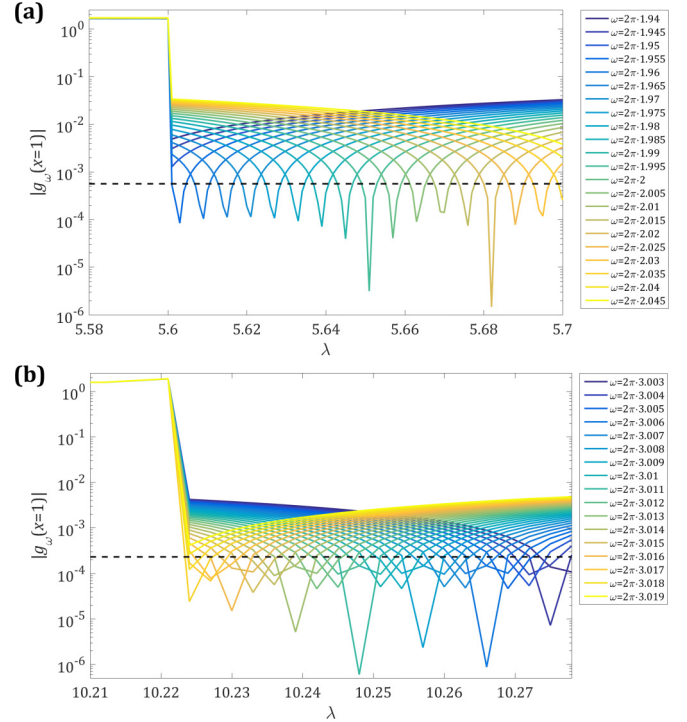 (a)
10^0
10^-1
10^-2
10^-3
10^-4
10^-5
10^-6
|g_ω(x=1)|
5.58 5.6 5.62 5.64 5.66 5.68 5.7
λ
ω=2π·1.94
ω=2π·1.945
ω=2π·1.95
ω=2π·1.955
ω=2π·1.96
ω=2π·1.965
ω=2π·1.97
ω=2π·1.975
ω=2π·1.98
ω=2π·1.985
ω=2π·1.99
ω=2π·1.995
ω=2π·2
ω=2π·2.005
ω=2π·2.01
ω=2π·2.015
ω=2π·2.02
ω=2π·2.025
ω=2π·2.03
ω=2π·2.035
ω=2π·2.04
ω=2π·2.045
(b)
10^0
10^-1
10^-2
10^-3
10^-4
10^-5
10^-6
|g_ω(x=1)|
10.21 10.22 10.23 10.24 10.25 10.26 10.27
λ
ω=2π·3.003
ω=2π·3.004
ω=2π·3.005
ω=2π·3.006
ω=2π·3.007
ω=2π·3.008
ω=2π·3.009
ω=2π·3.01
ω=2π·3.011
ω=2π·3.012
ω=2π·3.013
ω=2π·3.014
ω=2π·3.015
ω=2π·3.016
ω=2π·3.017
ω=2π·3.018
ω=2π·3.019